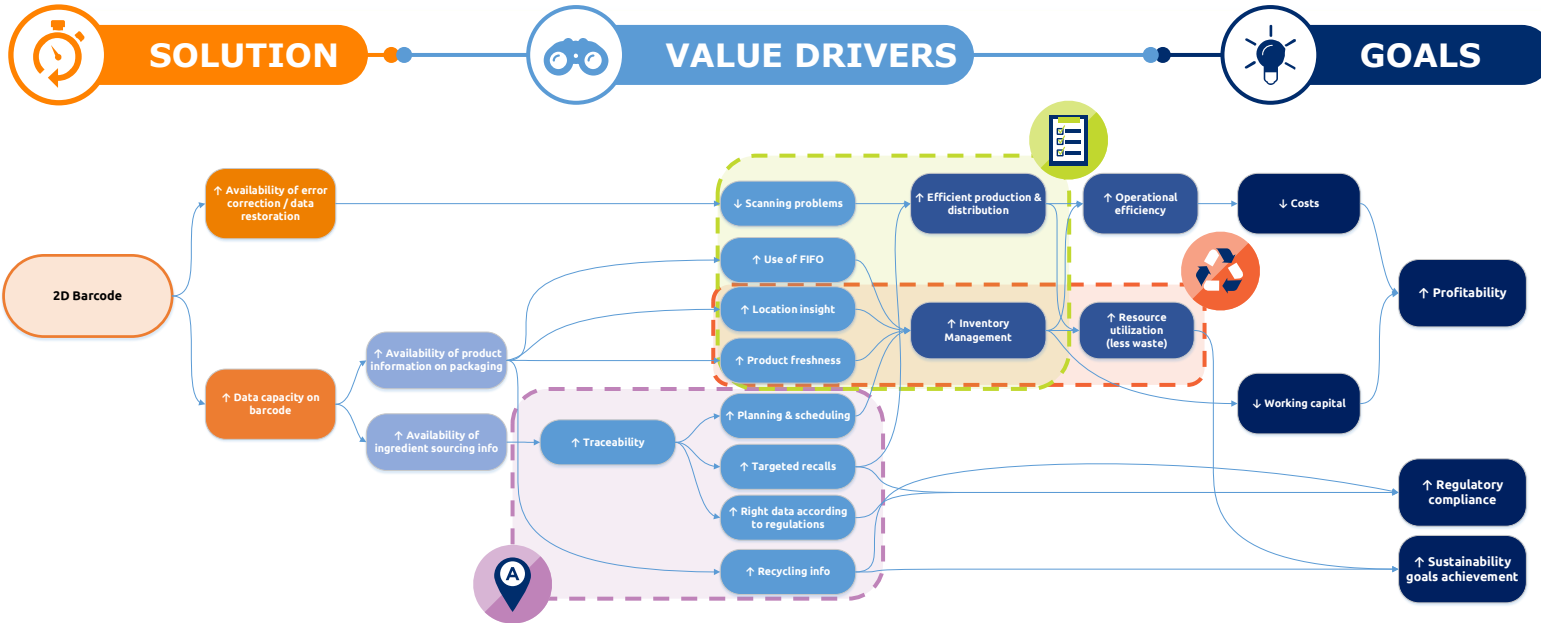 SOLUTION
VALUE DRIVERS
GOALS
2D Barcode
↑ Availability of error
correction / data
restoration
↑ Data capacity on
barcode
↑ Availability of product
information on packaging
↑ Availability of
ingredient sourcing info
↑ Traceability
↓ Scanning problems
↑ Use of FIFO
↑ Location insight
↑ Product freshness
↑ Planning & scheduling
↑ Targeted recalls
↑ Right data according
to regulations
↑ Recycling info
↑ Efficient production &
distribution
↑ Inventory
Management
↑ Operational
efficiency
↑ Resource
utilization
(less waste)
↓ Costs
↓ Working capital
↑ Profitability
↑ Regulatory
compliance
↑ Sustainability
goals achievement
A